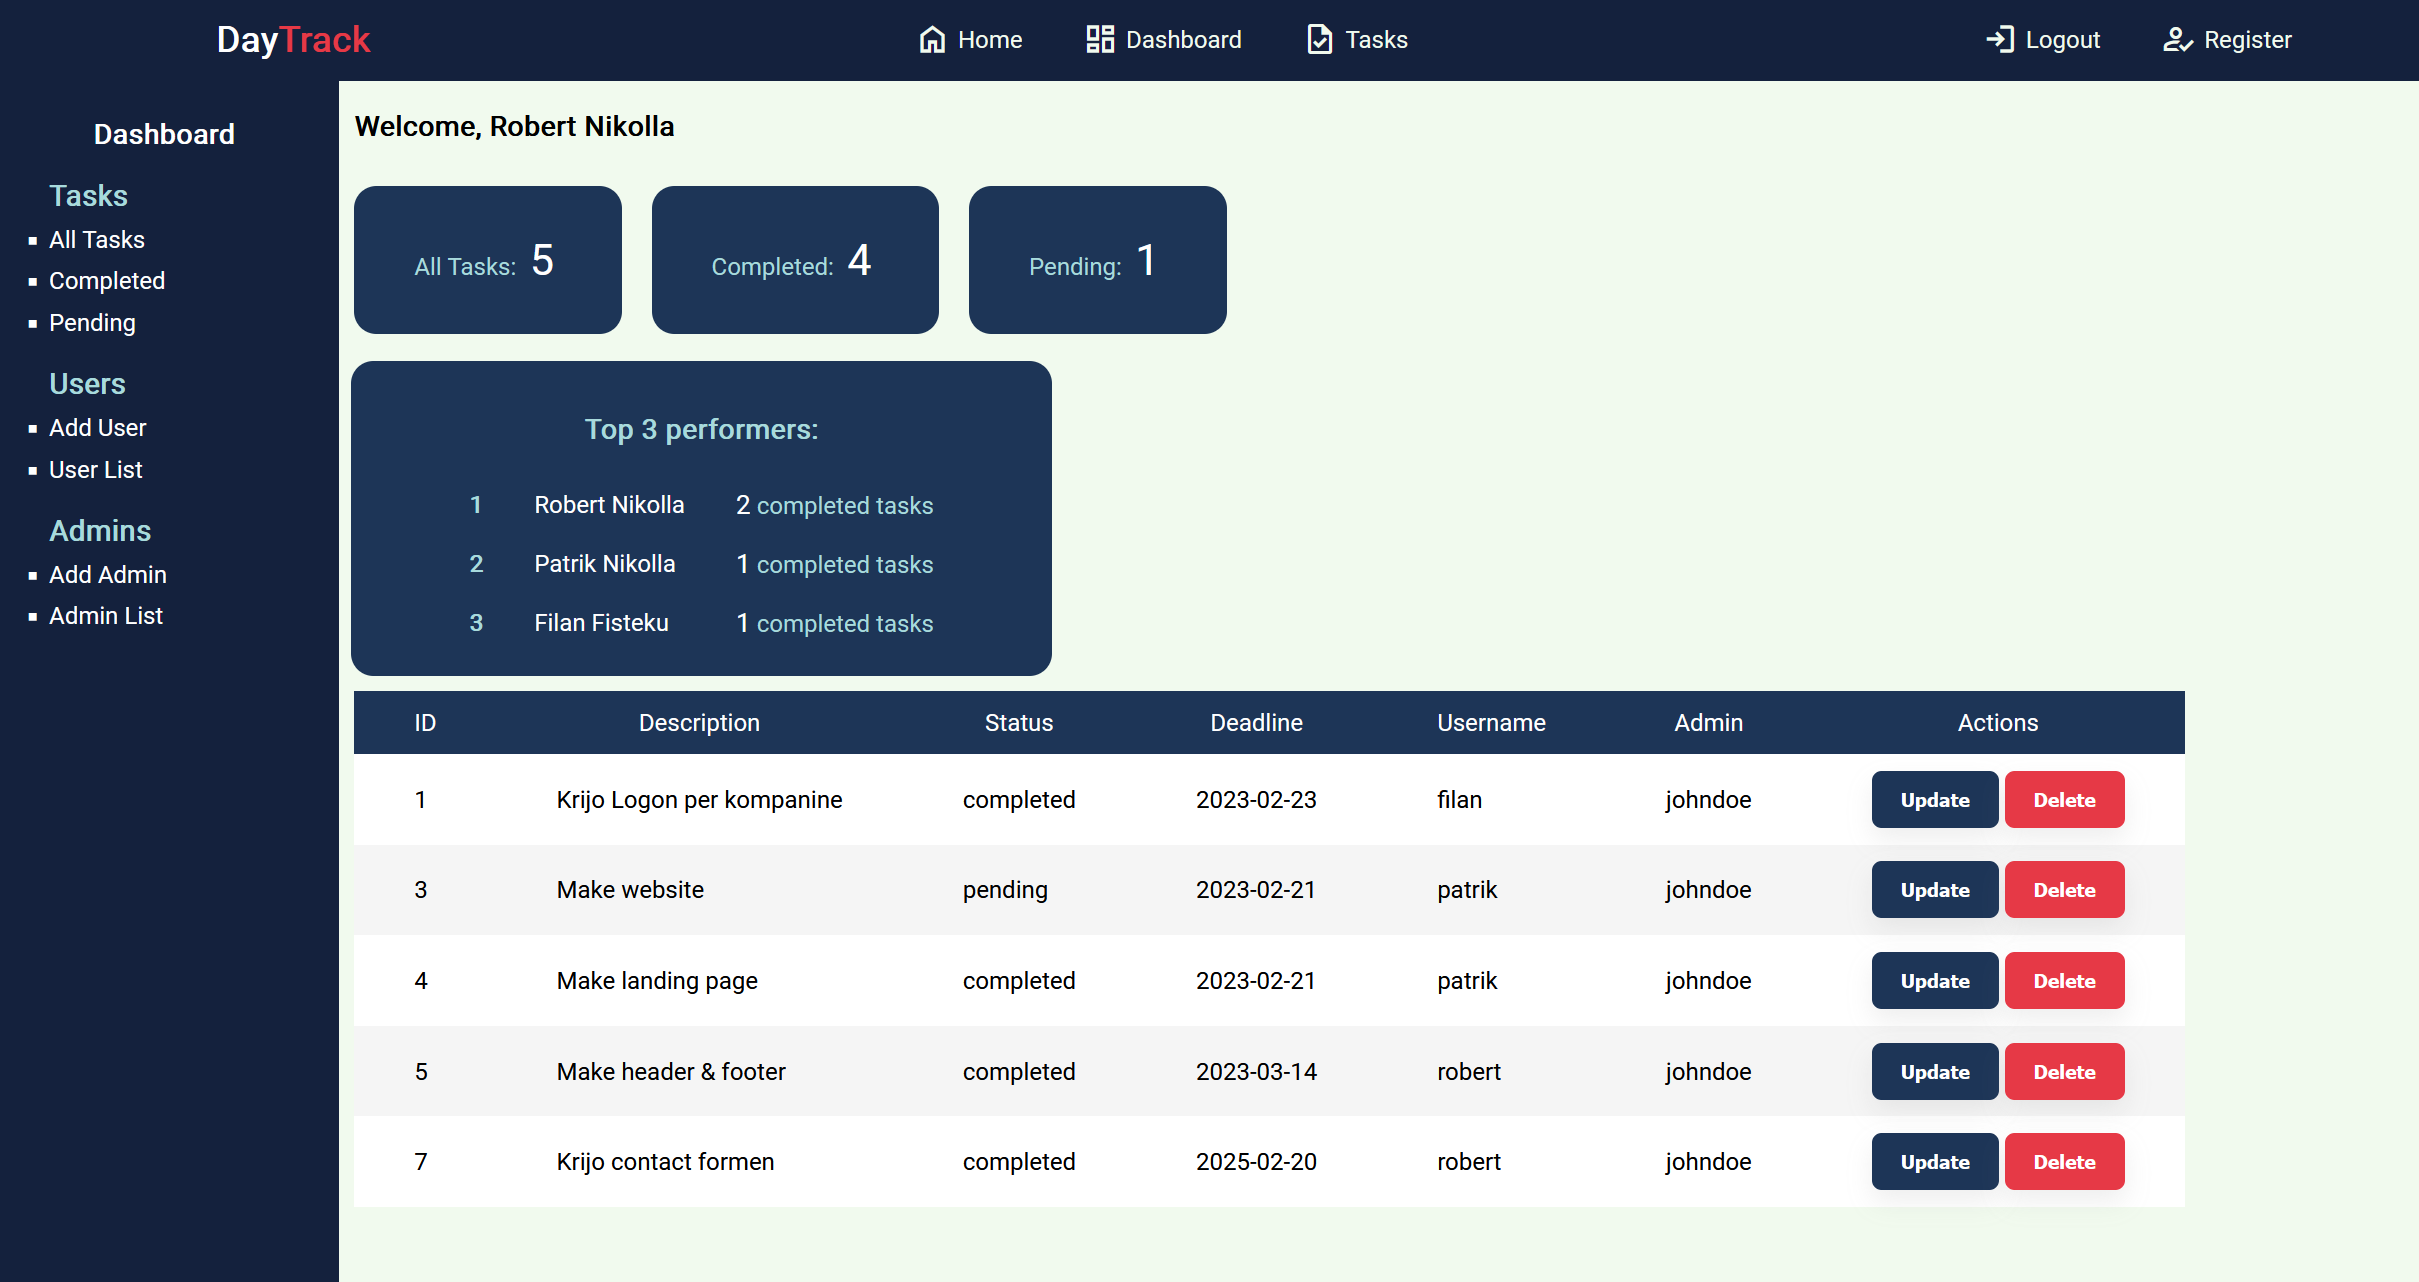 DayTrack
Home Dashboard Tasks
Logout Register
Dashboard
Tasks
All Tasks
Completed
Pending
Users
Add User
User List
Admins
Add Admin
Admin List
Welcome, Robert Nikolla
All Tasks: 5
Completed: 4
Pending: 1
Top 3 performers:
1 Robert Nikolla 2 completed tasks
2 Patrik Nikolla 1 completed tasks
3 Filan Fisteku 1 completed tasks
ID Description Status Deadline Username Admin Actions
1 Krijo Logon per kompanine completed 2023-02-23 filan johndoe Update Delete
3 Make website pending 2023-02-21 patrik johndoe Update Delete
4 Make landing page completed 2023-02-21 patrik johndoe Update Delete
5 Make header & footer completed 2023-03-14 robert johndoe Update Delete
7 Krijo contact formen completed 2025-02-20 robert johndoe Update Delete